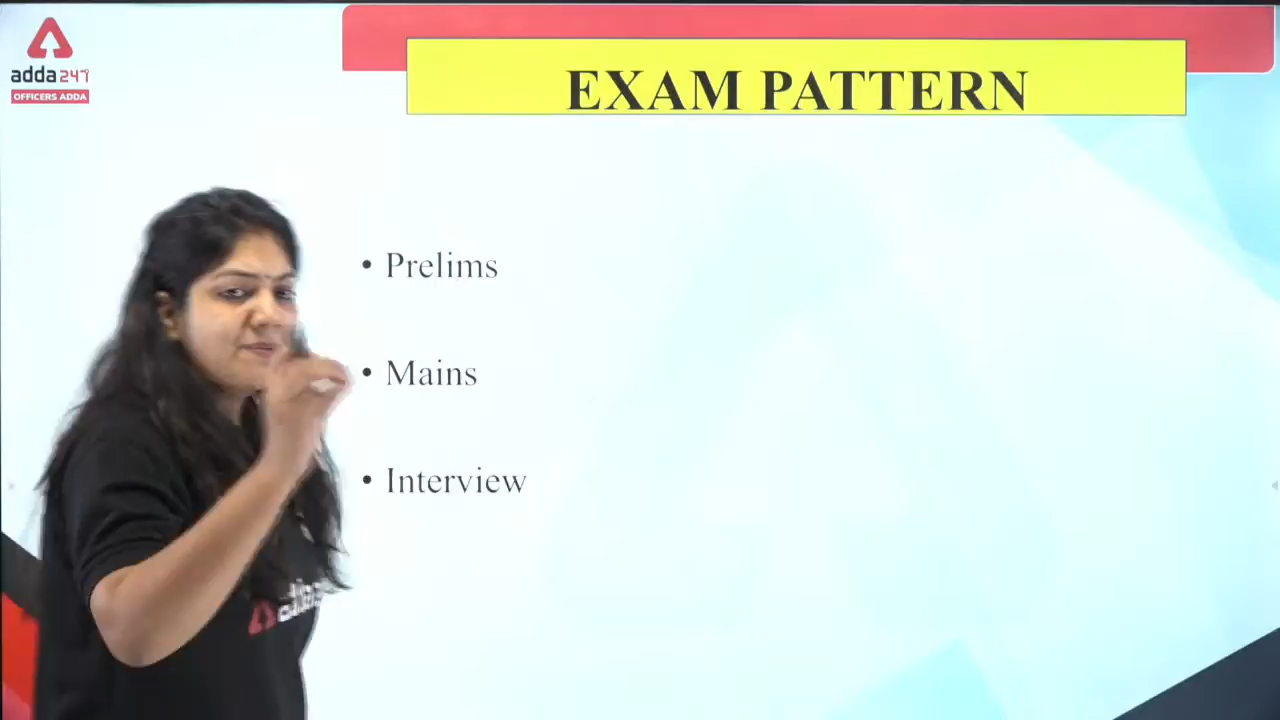 adda247
OFFICERS ADDA
EXAM PATTERN
• Prelims
• Mains
• Interview